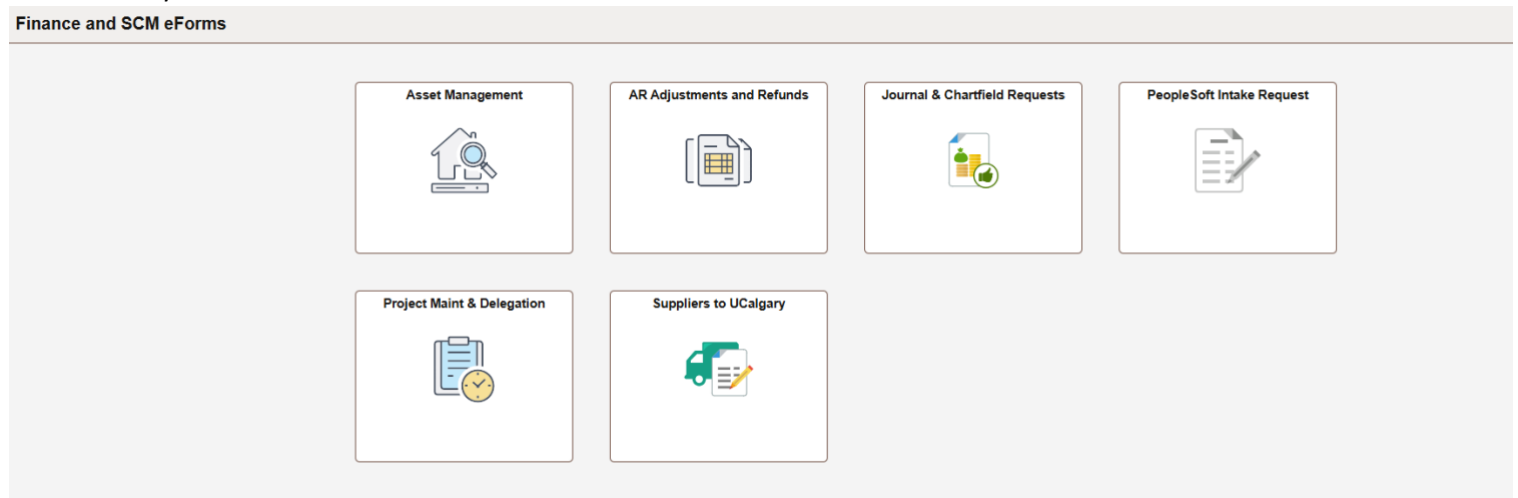 Finance and SCM eForms
Asset Management
AR Adjustments and Refunds
Journal & Chartfield Requests
PeopleSoft Intake Request
Project Maint & Delegation
Suppliers to UCalgary